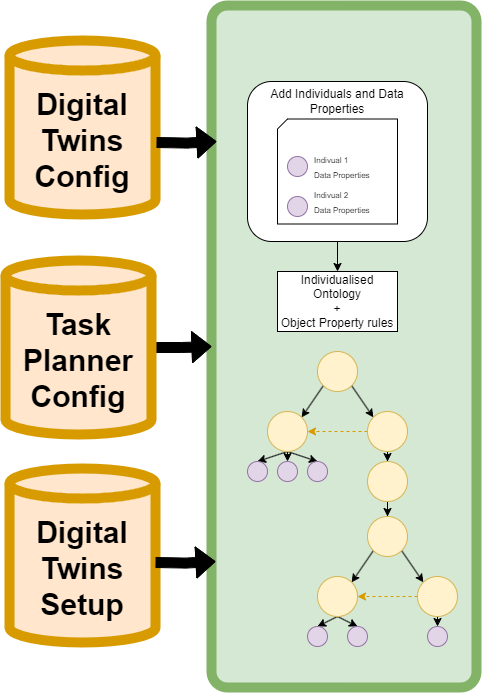 Digital
Twins
Config
Task
Planner
Config
Digital
Twins
Setup
Add Individuals and Data
Properties
Indivual 1
Data Properties
Indivual 2
Data Properties
Individualised
Ontology
+
Object Property rules